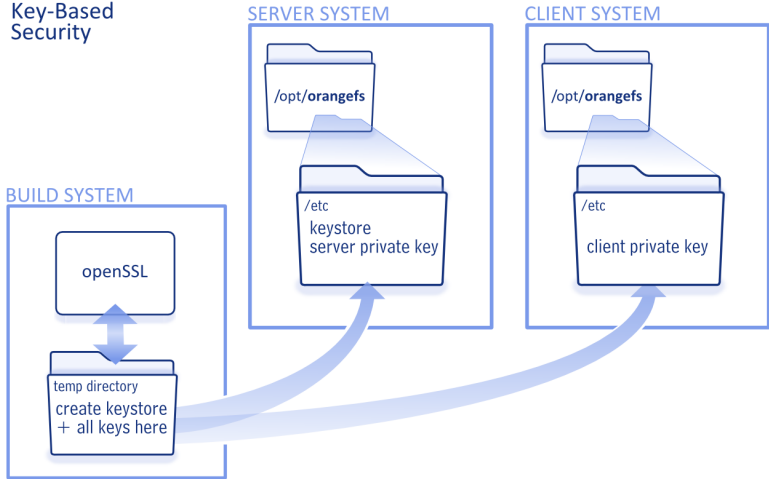 Key-Based
Security
SERVER SYSTEM
/opt/orangefs
/etc
keystore
server private key
CLIENT SYSTEM
/opt/orangefs
/etc
client private key
BUILD SYSTEM
openSSL
temp directory
create keystore
+ all keys here